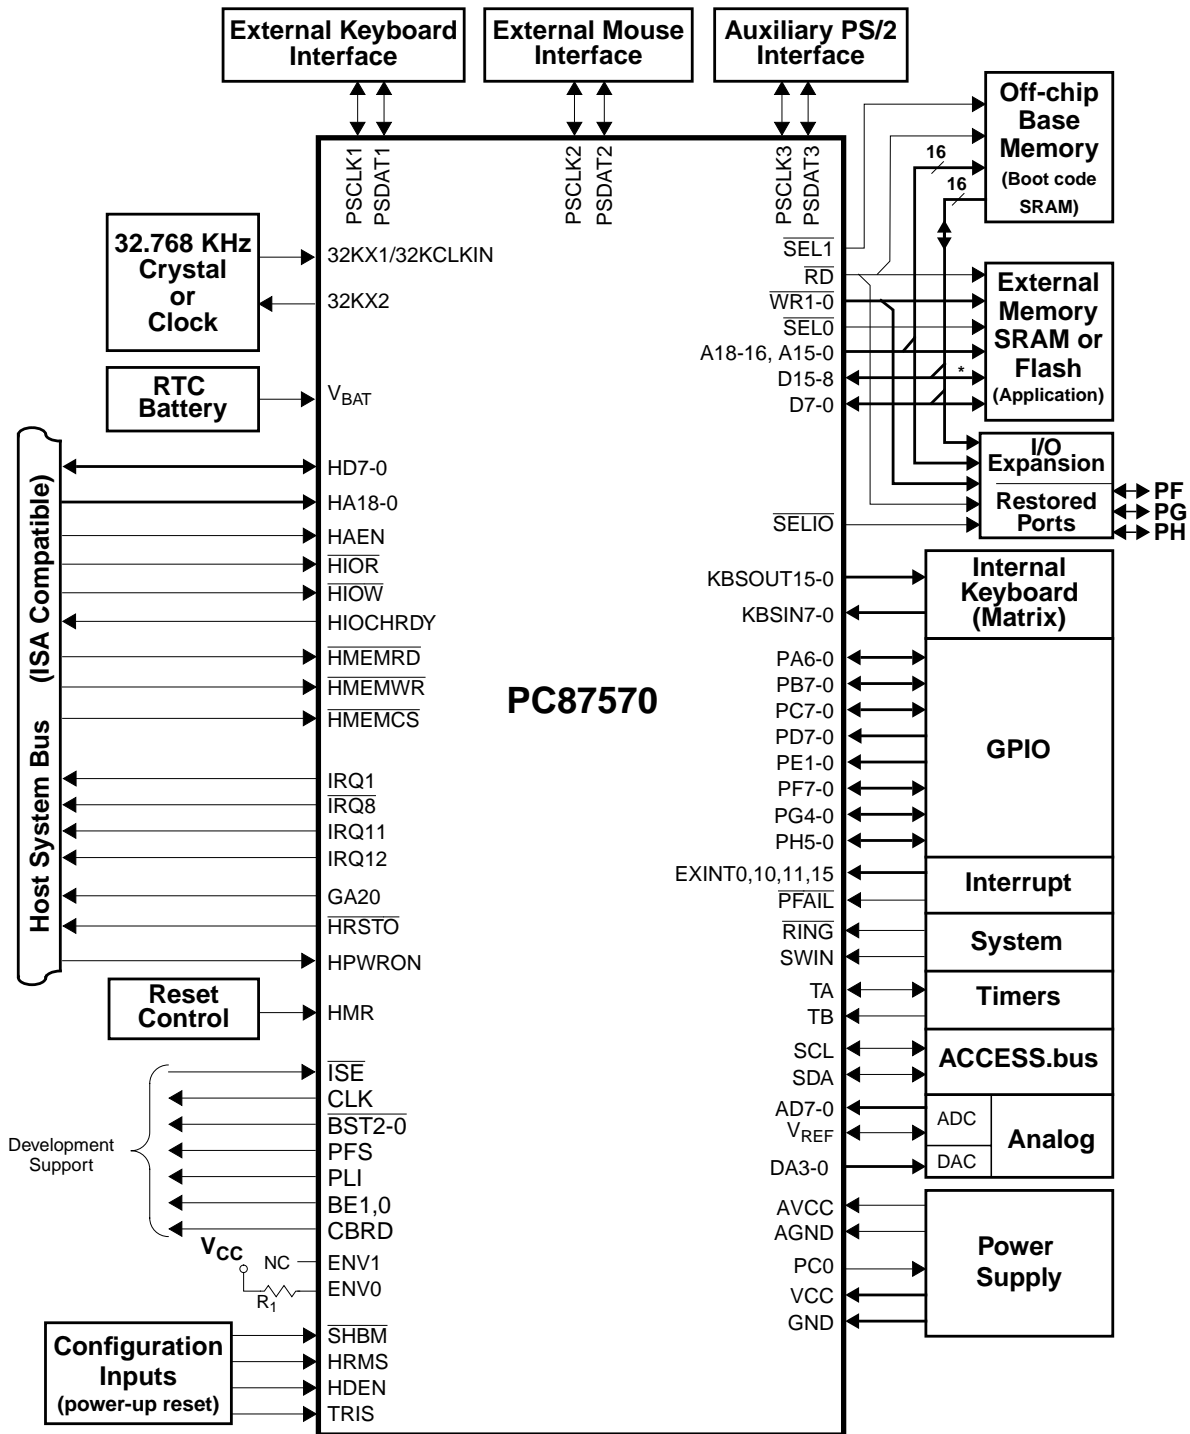 External Keyboard
Interface
External Mouse
Interface
Auxiliary PS/2
Interface
PSCLK1
PSDAT1
PSCLK2
PSDAT2
PSCLK3
PSDAT3
Off-chip
Base
Memory
(Boot code
SRAM)
16
16
32.768 KHz
Crystal
or
Clock
32KX1/32KCLKIN
32KX2
RTC
Battery
VBAT
SEL1
RD
WR1-0
SEL0
A18-16, A15-0
D15-8
*
D7-0
External
Memory
SRAM or
Flash
(Application)
I/O
Expansion
Restored
Ports
PF
PG
PH
SELIO
Host System Bus (ISA Compatible)
HD7-0
HA18-0
HAEN
HIOR
HIOW
HIOCHRDY
HMEMRD
HMEMWR
HMEMCS
IRQ1
IRQ8
IRQ11
IRQ12
GA20
HRSTO
HPWRON
PC87570
KBSOUT15-0
KBSIN7-0
Internal
Keyboard
(Matrix)
PA6-0
PB7-0
PC7-0
PD7-0
PE1-0
PF7-0
PG4-0
PH5-0
GPIO
EXINT0,10,11,15
PFAIL
Interrupt
RING
SWIN
System
TA
TB
Timers
SCL
SDA
ACCESS.bus
AD7-0
VREF
DA3-0
ADC
DAC
Analog
AVCC
AGND
PC0
VCC
GND
Power
Supply
Reset
Control
HMR
Development
Support
ISE
CLK
BST2-0
PFS
PLI
BE1,0
CBRD
VCC
NC
ENV1
R1
ENV0
Configuration
Inputs
(power-up reset)
SHBM
HRMS
HDEN
TRIS